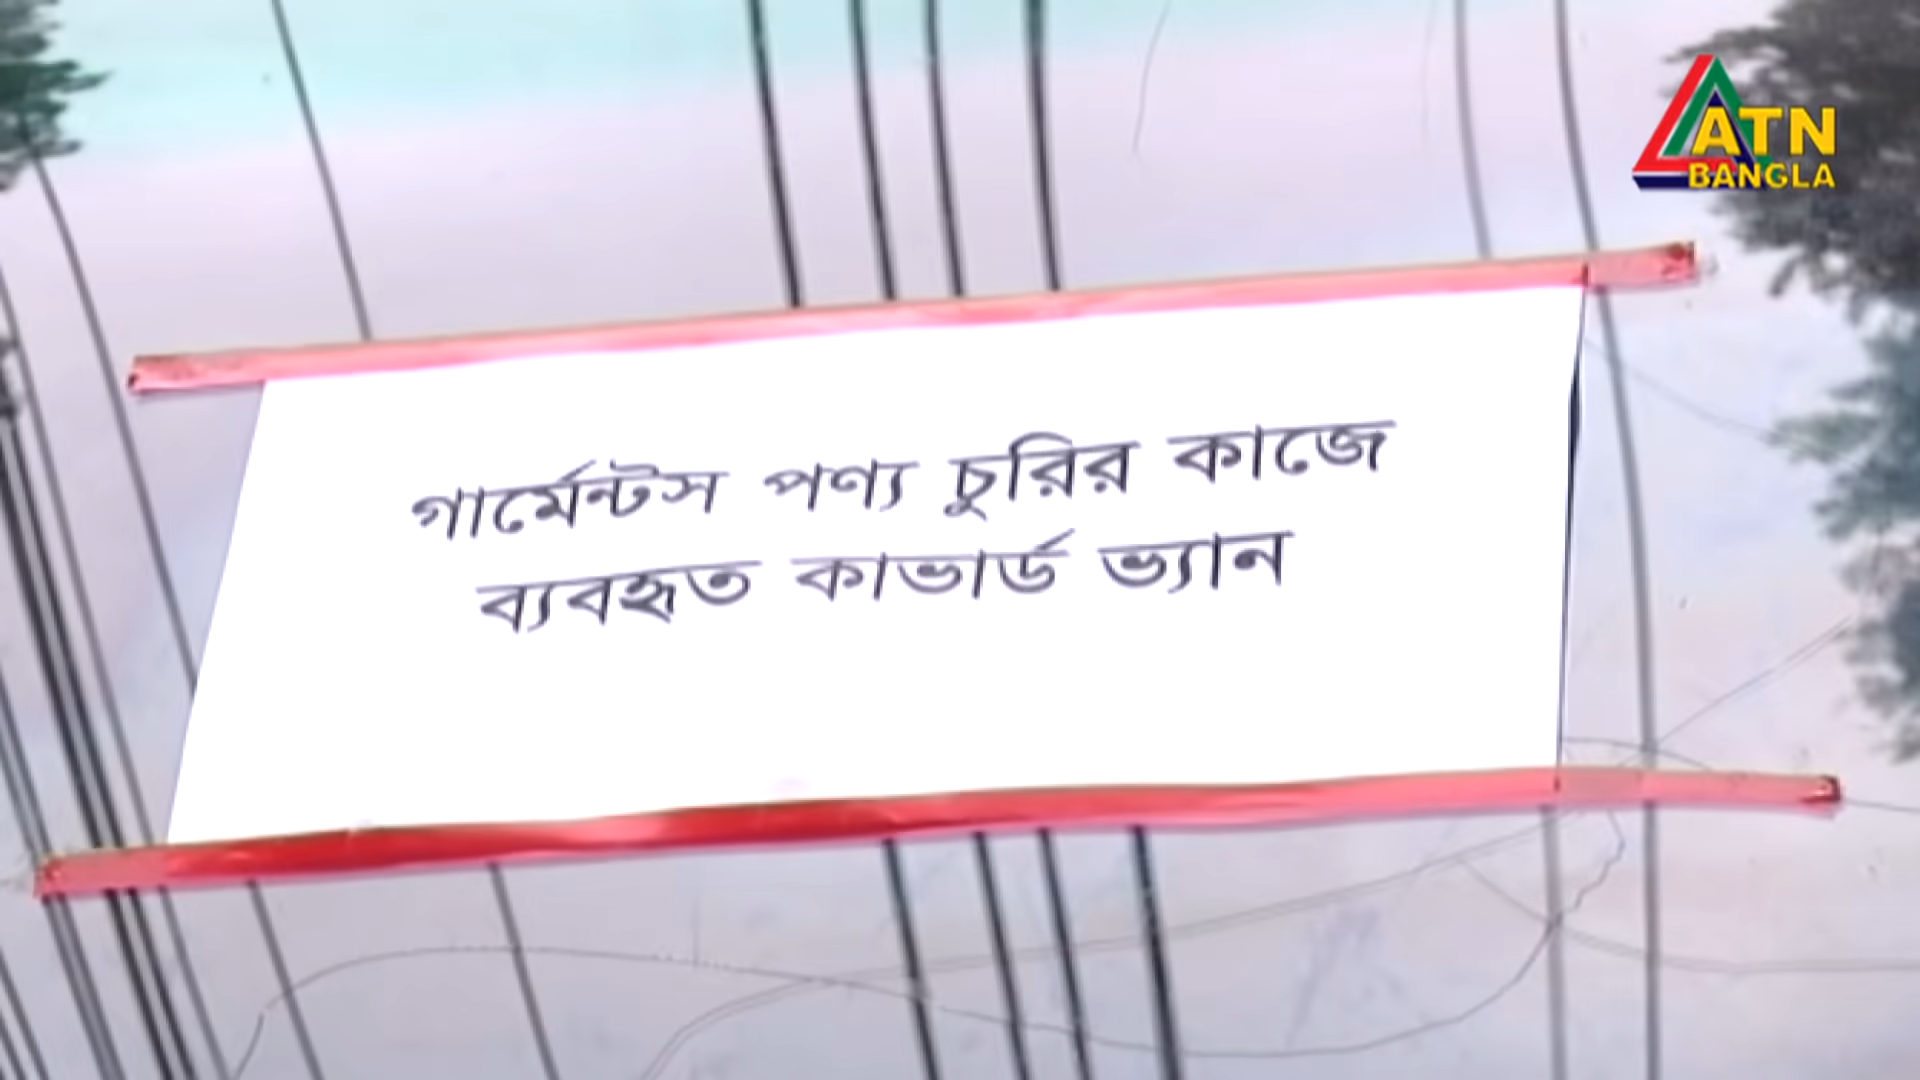 ATN
BANGLA
গার্মেন্টস পণ্য চুরির কাজে
ব্যবহৃত কাভার্ড ভ্যান